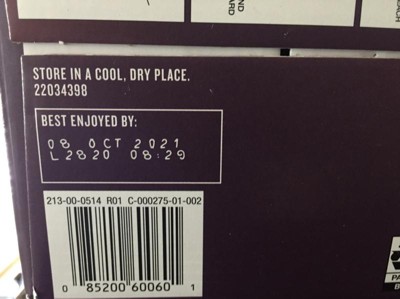 STORE IN A COOL, DRY PLACE.
22034398
BEST ENJOYED BY:
08 OCT 2021
L2820 08:29
213-00-0514 R01 C-000275-01-002
0 85200 60060 1